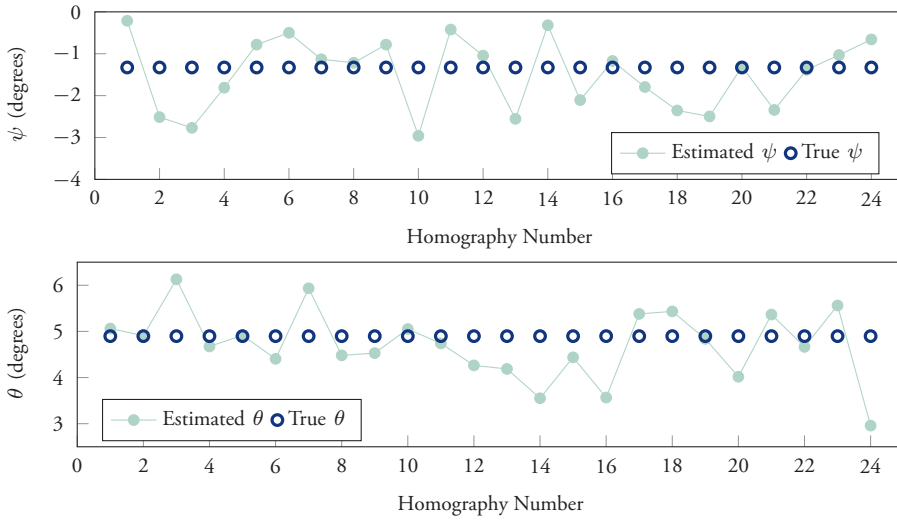 0
−1
−2
−3
−4
ψ (degrees)
Estimated ψ True ψ
0 2 4 6 8 10 12 14 16 18 20 22 24
Homography Number
6
5
4
3
θ (degrees)
Estimated θ True θ
0 2 4 6 8 10 12 14 16 18 20 22 24
Homography Number